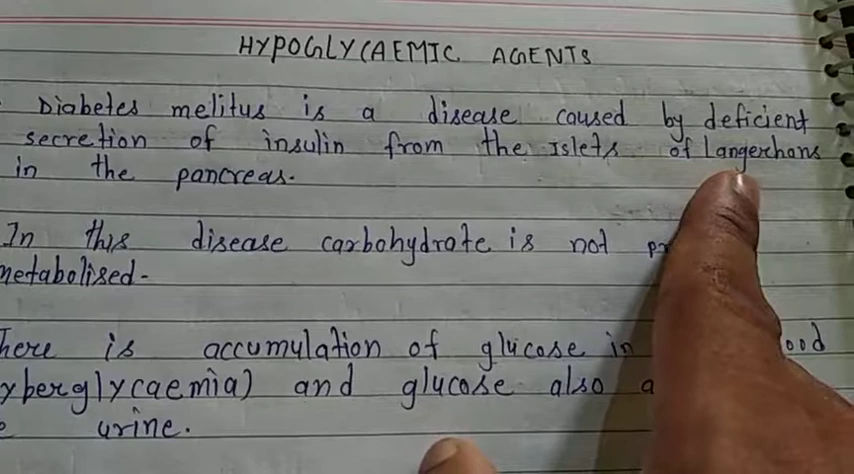 HYPOGLYCAEMIC AGENTS
Diabetes melitus is a disease caused by deficient
secretion of insulin from the Islets of Langerhans
in the pancreas.
In this disease carbohydrate is not
metabolised-
here is accumulation of glucose in ood
yberglycaemia) and glucose also a
urine.